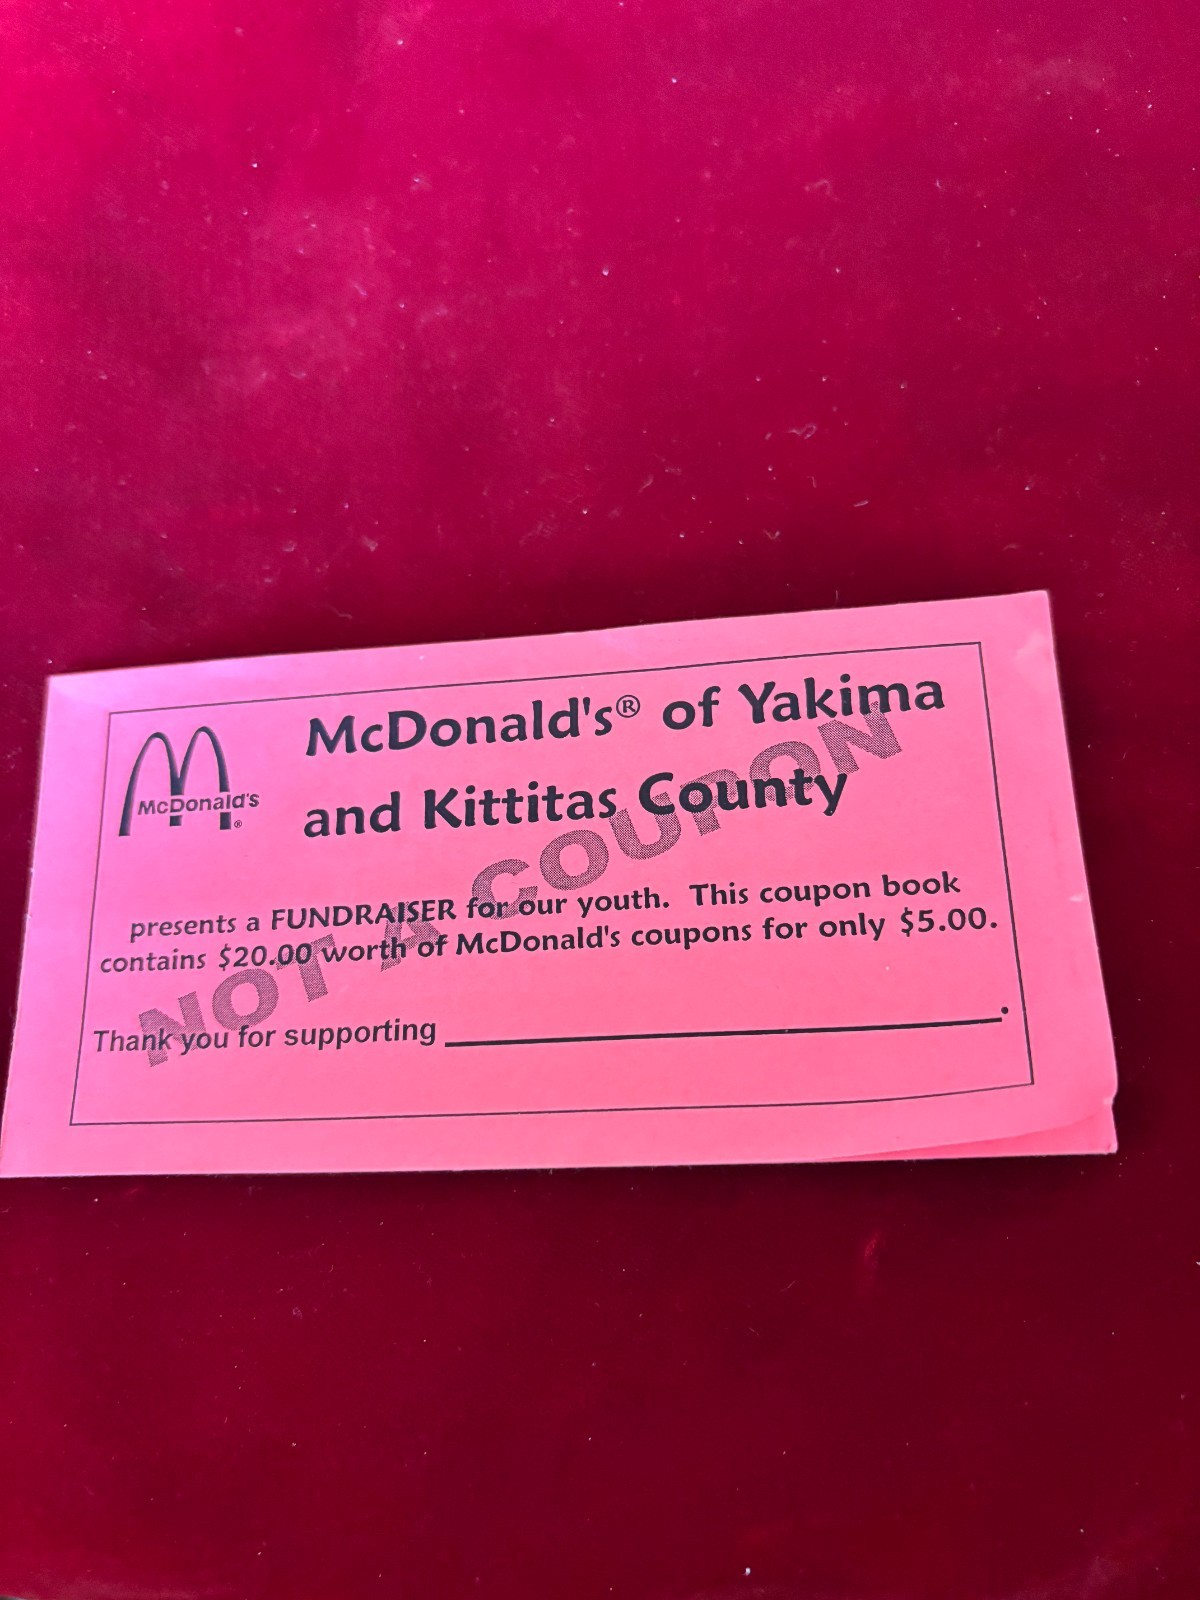 McDonald's®
McDonald's® of Yakima
and Kittitas County
presents a FUNDRAISER for our youth. This coupon book
contains $20.00 worth of McDonald's coupons for only $5.00.
Thank you for supporting ____________________.
NOT A COUPON